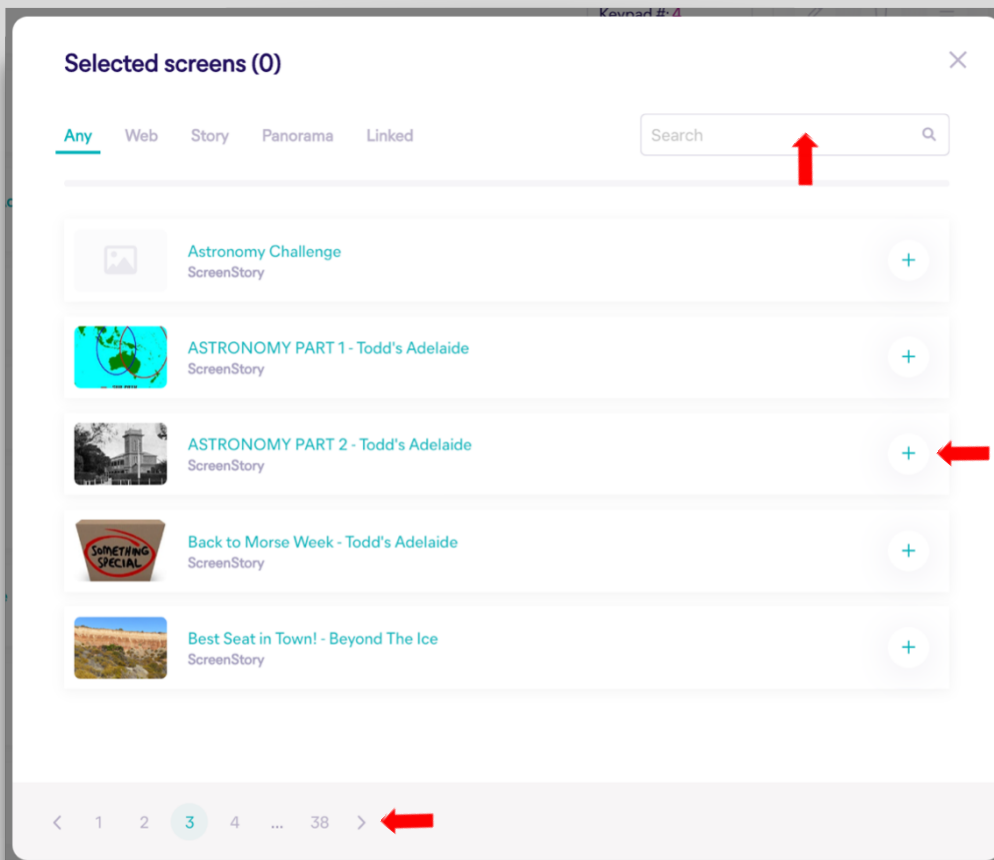 Keypad #: 4
Selected screens (0)
Any Web Story Panorama Linked
Search
Astronomy Challenge
ScreenStory
ASTRONOMY PART 1 - Todd's Adelaide
ScreenStory
ASTRONOMY PART 2 - Todd's Adelaide
ScreenStory
SOMETHING
SPECIAL
Back to Morse Week - Todd's Adelaide
ScreenStory
Best Seat in Town! - Beyond The Ice
ScreenStory
< 1 2 3 4 ... 38 >